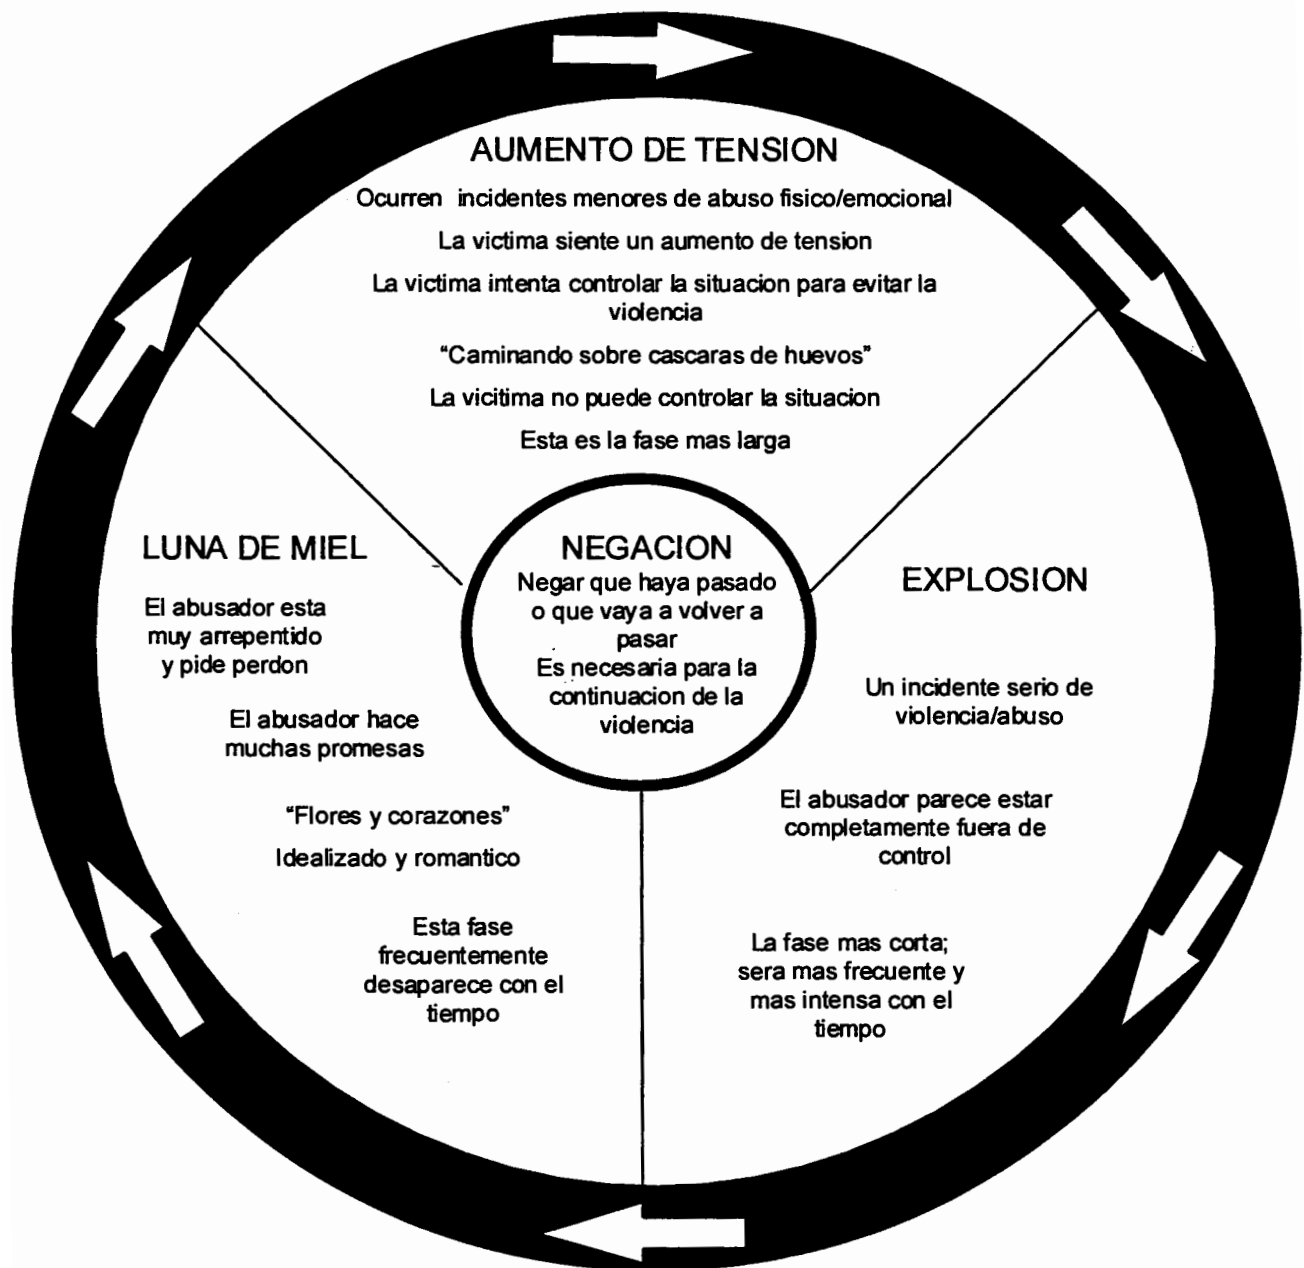 AUMENTO DE TENSION
Ocurren incidentes menores de abuso fisico/emocional
La victima siente un aumento de tension
La victima intenta controlar la situacion para evitar la
violencia
“Caminando sobre cascaras de huevos”
La vicitima no puede controlar la situacion
Esta es la fase mas larga
LUNA DE MIEL
El abusador esta
muy arrepentido
y pide perdon
El abusador hace
muchas promesas
“Flores y corazones”
Idealizado y romantico
Esta fase
frecuentemente
desaparece con el
tiempo
NEGACION
Negar que haya pasado
o que vaya a volver a
pasar
Es necesaria para la
continuacion de la
violencia
EXPLOSION
Un incidente serio de
violencia/abuso
El abusador parece estar
completamente fuera de
control
La fase mas corta;
sera mas frecuente y
mas intensa con el
tiempo